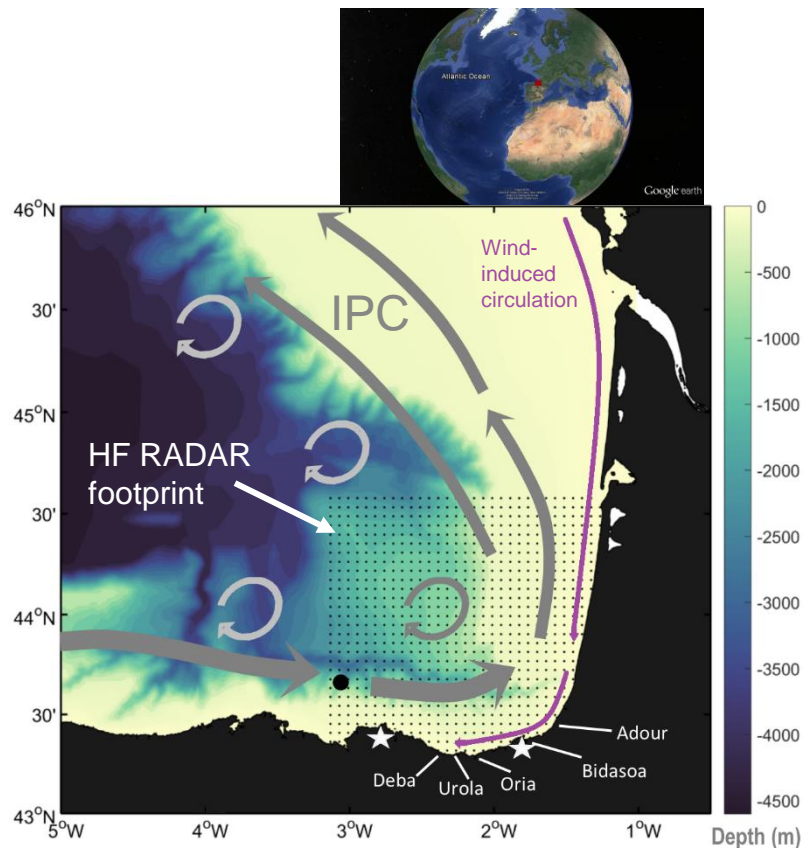 Atlantic Ocean
Google earth
46°N
30'
45°N
30'
44°N
30'
43°N
5°W
4°W
3°W
2°W
1°W
Wind-
induced
circulation
IPC
HF RADAR
footprint
Adour
Bidasoa
Oria
Urola
Deba
0
-500
-1000
-1500
-2000
-2500
-3000
-3500
-4000
-4500
Depth (m)